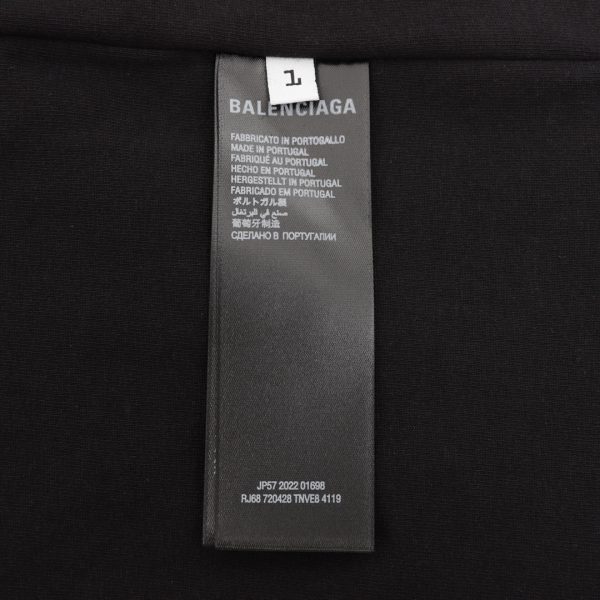 1
BALENCIAGA
FABBRICATO IN PORTOGALLO
MADE IN PORTUGAL
FABRIQUÉ AU PORTUGAL
HECHO EN PORTUGAL
HERGESTELLT IN PORTUGAL
FABRICADO EM PORTUGAL
ポルトガル製
صنع في البرتغال
葡萄牙制造
СДЕЛАНО В ПОРТУГАЛИИ
JP57 2022 01698
RJ68 720428 TNVE8 4119